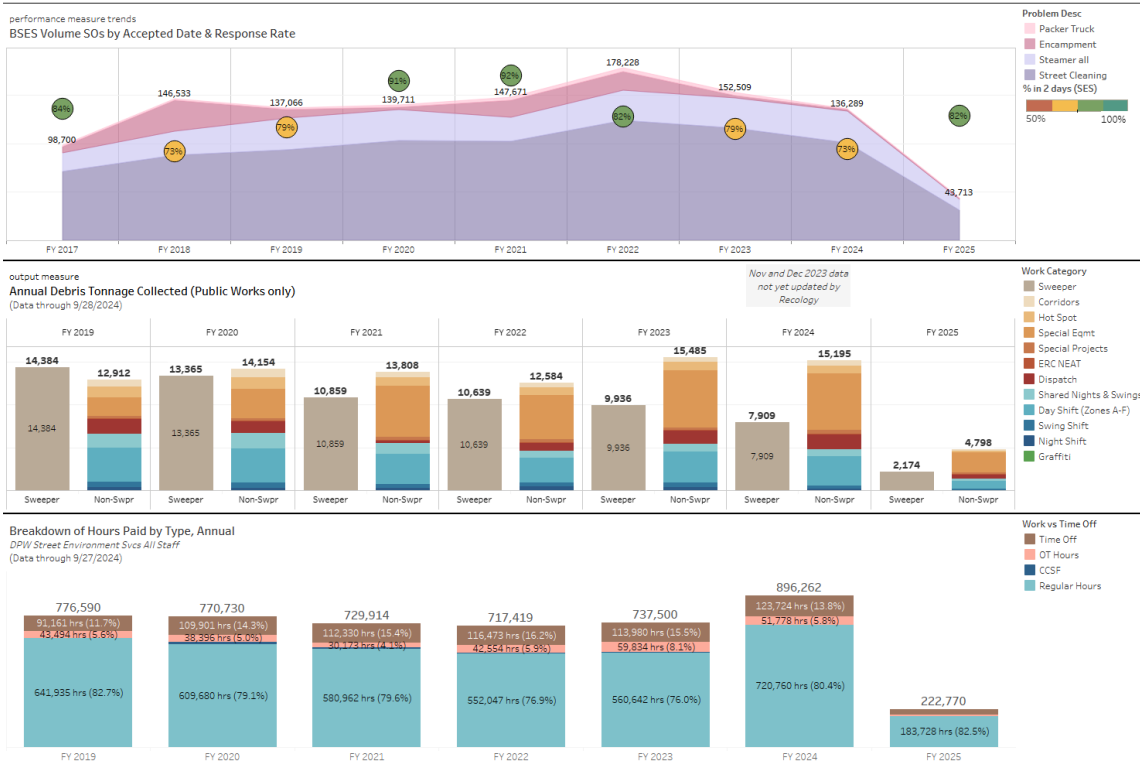 performance measure trends
BSES Volume SOs by Accepted Date & Response Rate
Problem Desc
Packer Truck
Encampment
Steamer all
Street Cleaning
% in 2 days (SES)
50% 100%
84% 73% 79% 91% 92% 82% 79% 73% 82%
98,700 146,533 137,066 139,711 147,671 178,228 152,509 136,289 43,713
FY 2017 FY 2018 FY 2019 FY 2020 FY 2021 FY 2022 FY 2023 FY 2024 FY 2025
output measure
Annual Debris Tonnage Collected (Public Works only)
(Data through 9/28/2024)
Nov and Dec 2023 data
not yet updated by
Recology
Work Category
Sweeper
Corridors
Hot Spot
Special Eqmt
Special Projects
ERC NEAT
Dispatch
Shared Nights & Swings
Day Shift (Zones A-F)
Swing Shift
Night Shift
Graffiti
FY 2019 FY 2020 FY 2021 FY 2022 FY 2023 FY 2024 FY 2025
14,384 12,912 13,365 14,154 10,859 13,808 10,639 12,584 9,936 15,485 7,909 15,195 2,174 4,798
14,384 13,365 10,859 10,639 9,936 7,909
Sweeper Non-Swpr Sweeper Non-Swpr Sweeper Non-Swpr Sweeper Non-Swpr Sweeper Non-Swpr Sweeper Non-Swpr Sweeper Non-Swpr
Breakdown of Hours Paid by Type, Annual
DPW Street Environment Svcs All Staff
(Data through 9/27/2024)
Work vs Time Off
Time Off
OT Hours
CCSF
Regular Hours
776,590 770,730 729,914 717,419 737,500 896,262 222,770
91,161 hrs (11.7%) 109,901 hrs (14.3%) 112,330 hrs (15.4%) 116,473 hrs (16.2%) 113,980 hrs (15.5%) 123,724 hrs (13.8%)
43,494 hrs (5.6%) 38,396 hrs (5.0%) 30,173 hrs (4.1%) 42,554 hrs (5.9%) 59,834 hrs (8.1%) 51,778 hrs (5.8%)
641,935 hrs (82.7%) 609,680 hrs (79.1%) 580,962 hrs (79.6%) 552,047 hrs (76.9%) 560,642 hrs (76.0%) 720,760 hrs (80.4%) 183,728 hrs (82.5%)
FY 2019 FY 2020 FY 2021 FY 2022 FY 2023 FY 2024 FY 2025